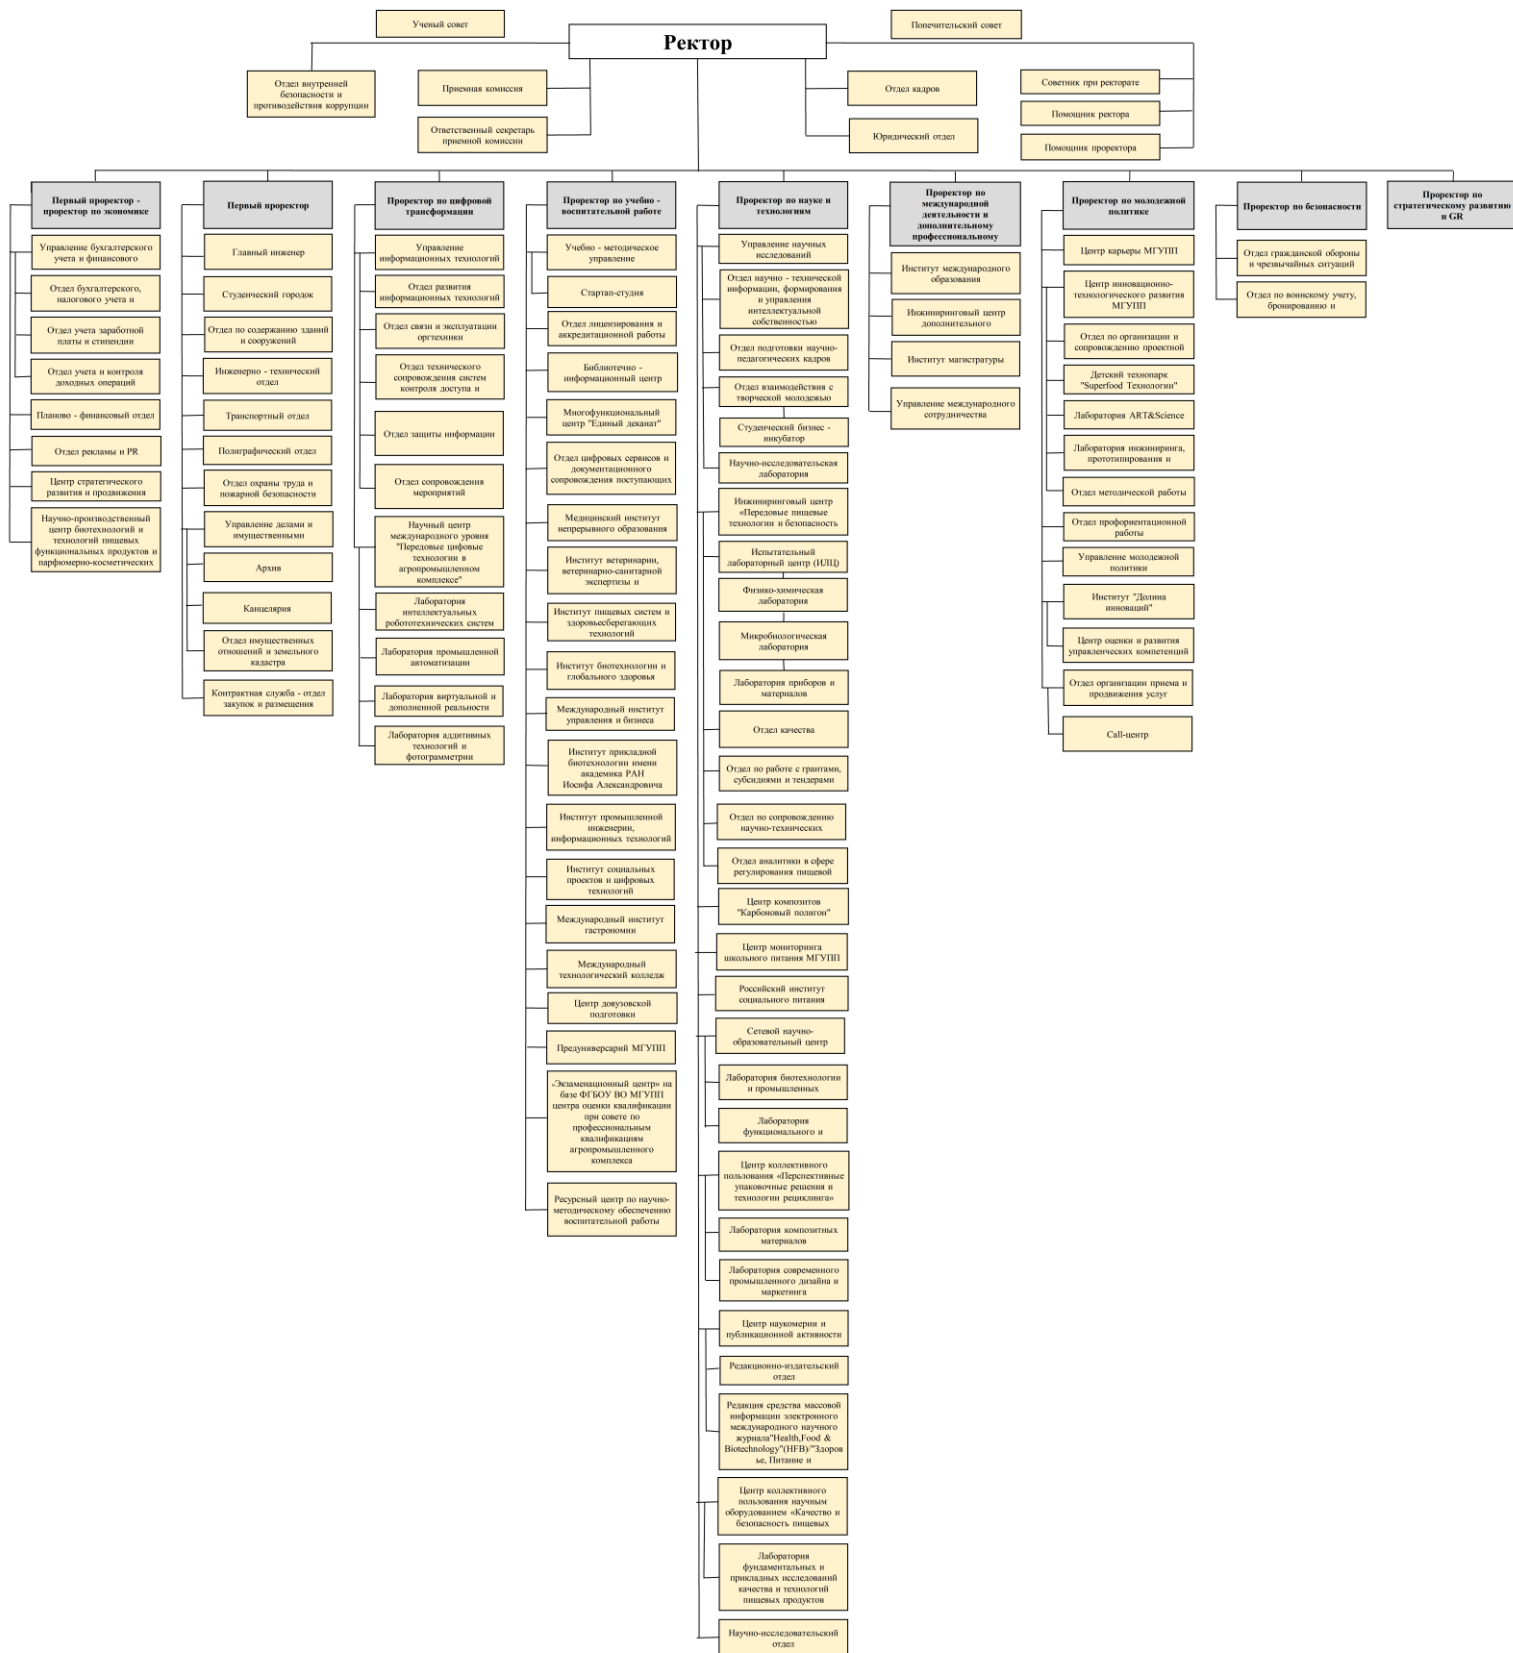 Ученый совет
Попечительский совет
Ректор
Отдел внутренней
безопасности и
противодействия коррупции
Приемная комиссия
Ответственный секретарь
приемной комиссии
Отдел кадров
Юридический отдел
Советник при ректорате
Помощник ректора
Помощник проректора
Первый проректор -
проректор по экономике
Управление бухгалтерского
учета и финансового
Отдел бухгалтерского,
налогового учета и
Отдел учета заработной
платы и стипендии
Отдел учета и контроля
доходных операций
Планово - финансовый отдел
Отдел рекламы и PR
Центр стратегического
развития и продвижения
Научно-производственный
центр биотехнологий и
технологий пищевых
функциональных продуктов и
парфюмерно-косметических
Первый проректор
Главный инженер
Студенческий городок
Отдел по содержанию зданий
и сооружений
Инженерно - технический
отдел
Транспортный отдел
Полиграфический отдел
Отдел охраны труда и
пожарной безопасности
Управление делами и
имущественными
Архив
Канцелярия
Отдел имущественных
отношений и земельного
кадастра
Контрактная служба - отдел
закупок и размещения
Проректор по цифровой
трансформации
Управление
информационных технологий
Отдел развития
информационных технологий
Отдел связи и эксплуатации
оргтехники
Отдел технического
сопровождения систем
контроля доступа и
Отдел защиты информации
Отдел сопровождения
мероприятий
Научный центр
международного уровня
"Передовые цифовые
технологии в
агропромышленном
комплексе"
Лаборатория
интеллектуальных
робототехнических систем
Лаборатория промышленной
автоматизации
Лаборатория виртуальной и
дополненной реальности
Лаборатория аддитивных
технологий и
фотограмметрии
Проректор по учебно -
воспитательной работе
Учебно - методическое
управление
Стартап-студия
Отдел лицензирования и
аккредитационной работы
Библиотечно -
информационный центр
Многофункциональный
центр "Единый деканат"
Отдел цифровых сервисов и
документационного
сопровождения поступающих
Медицинский институт
непрерывного образования
Институт ветеринарии,
ветеринарно-санитарной
экспертизы и
Институт пищевых систем и
здоровьесберегающих
технологий
Институт биотехнологии и
глобального здоровья
Международный институт
управления и бизнеса
Институт прикладной
биотехнологии имени
академика РАН
Иосифа Александровича
Институт промышленной
инженерии,
информационных технологий
Институт социальных
проектов и цифровых
технологий
Международный институт
гастрономии
Международный
технологический колледж
Центр довузовской
подготовки
Предуниверсарий МГУПП
«Экзаменационный центр» на
базе ФГБОУ ВО МГУПП
центра оценки квалификации
при совете по
профессиональным
квалификациям
агропромышленного
комплекса
Ресурсный центр по научно-
методическому обеспечению
воспитательной работы
Проректор по науке и
технологиям
Управление научных
исследований
Отдел научно - технической
информации, формирования
и управления
интеллектуальной
собственностью
Отдел подготовки научно-
педагогических кадров
Отдел взаимодействия с
творческой молодежью
Студенческий бизнес -
инкубатор
Научно-исследовательская
лаборатория
Инжиниринговый центр
«Передовые пищевые
технологии и безопасность
Испытательный
лабораторный центр (ИЛЦ)
Физико-химическая
лаборатория
Микробиологическая
лаборатория
Лаборатория приборов и
материалов
Отдел качества
Отдел по работе с грантами,
субсидиями и тендерами
Отдел по сопровождению
научно-технических
Отдел аналитики в сфере
регулирования пищевой
Центр композитов
"Карбоновый полигон"
Центр мониторинга
школьного питания МГУПП
Российский институт
социального питания
Сетевой научно-
образовательный центр
Лаборатория биотехнологии
и промышленных
Лаборатория
функционального и
Центр коллективного
пользования «Перспективные
упаковочные решения и
технологии рециклинга»
Лаборатория композитных
материалов
Лаборатория современного
промышленного дизайна и
маркетинга
Центр наукомерии и
публикационной активности
Редакционно-издательский
отдел
Редакция средства массовой
информации электронного
международного научного
журнала"Health,Food &
Biotechnology"(HFB)/"Здоров
ье, Питание и
Центр коллективного
пользования научным
оборудованием «Качество и
безопасность пищевых
Лаборатория
фундаментальных и
прикладных исследований
качества и технологий
пищевых продуктов
Научно-исследовательский
отдел
Проректор по
международной
деятельности и
дополнительному
профессиональному
Институт международного
образования
Инжиниринговый центр
дополнительного
Институт магистратуры
Управление международного
сотрудничества
Проректор по молодежной
политике
Центр карьеры МГУПП
Центр инновационно-
технологического развития
МГУПП
Отдел по организации и
сопровождению проектной
Детский технопарк
"Superfood Технологии"
Лаборатория ART&Science
Лаборатория инжиниринга,
прототипирования и
Отдел методической работы
Отдел профориентационной
работы
Управление молодежной
политики
Институт "Долина
инноваций"
Центр оценки и развития
управленческих компетенций
Отдел организации приема и
продвижения услуг
Call-центр
Проректор по безопасности
Отдел гражданской обороны
и чрезвычайных ситуаций
Отдел по воинскому учету,
бронированию и
Проректор по
стратегическому развитию
и GR